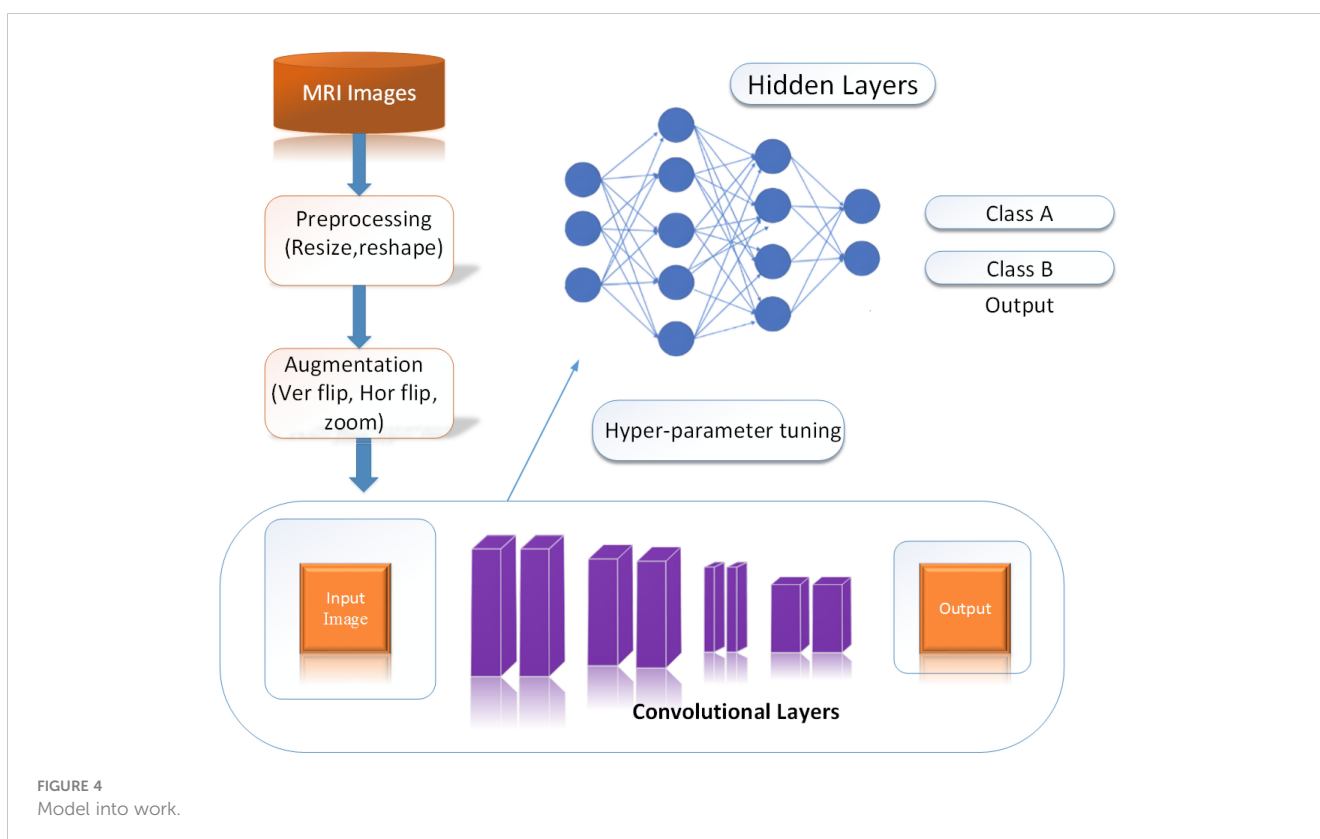 MRI Images
Preprocessing
(Resize,reshape)
Augmentation
(Ver flip, Hor flip,
zoom)
Hidden Layers
Class A
Class B
Output
Hyper-parameter tuning
Input
Image
Convolutional Layers
Output
FIGURE 4
Model into work.